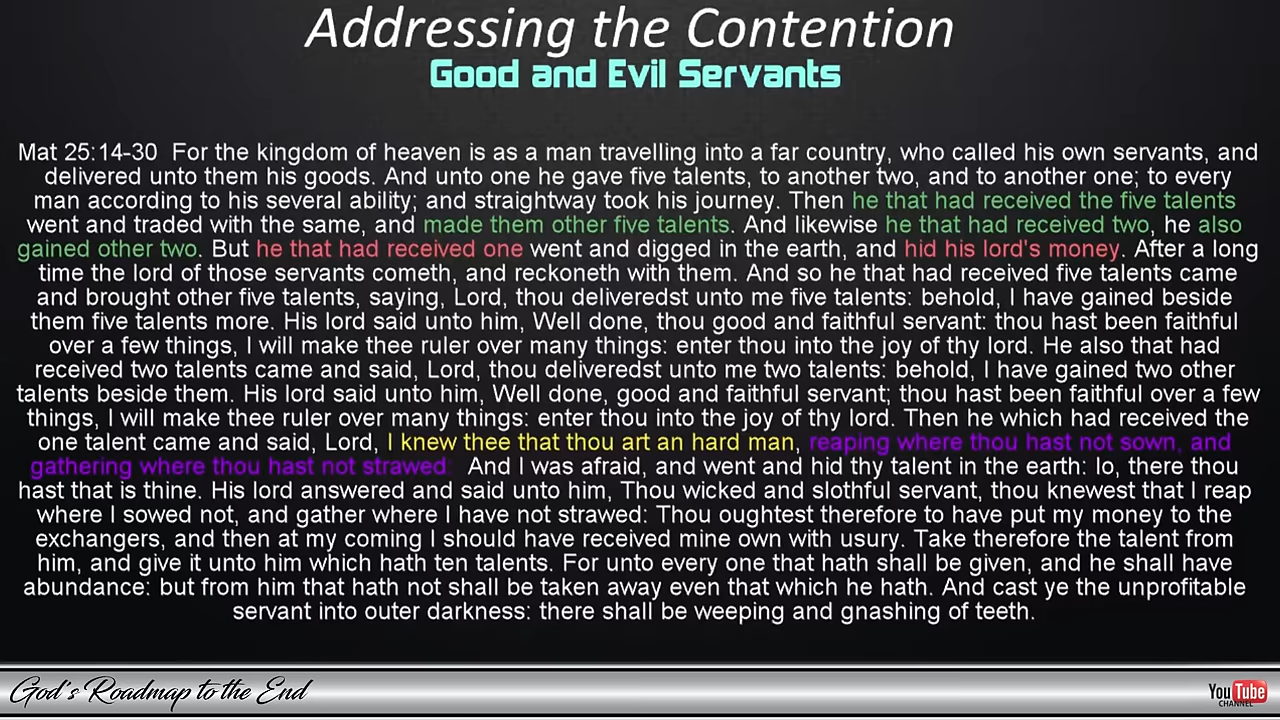 Addressing the Contention
Good and Evil Servants
Mat 25:14-30  For the kingdom of heaven is as a man travelling into a far country, who called his own servants, and
delivered unto them his goods. And unto one he gave five talents, to another two, and to another one; to every
man according to his several ability; and straightway took his journey. Then he that had received the five talents
went and traded with the same, and made them other five talents. And likewise he that had received two, he also
gained other two. But he that had received one went and digged in the earth, and hid his lord's money. After a long
time the lord of those servants cometh, and reckoneth with them. And so he that had received five talents came
and brought other five talents, saying, Lord, thou deliveredst unto me five talents: behold, I have gained beside
them five talents more. His lord said unto him, Well done, thou good and faithful servant: thou hast been faithful
over a few things, I will make thee ruler over many things: enter thou into the joy of thy lord. He also that had
received two talents came and said, Lord, thou deliveredst unto me two talents: behold, I have gained two other
talents beside them. His lord said unto him, Well done, good and faithful servant; thou hast been faithful over a few
things, I will make thee ruler over many things: enter thou into the joy of thy lord. Then he which had received the
one talent came and said, Lord, I knew thee that thou art an hard man, reaping where thou hast not sown, and
gathering where thou hast not strawed:  And I was afraid, and went and hid thy talent in the earth: lo, there thou
hast that is thine. His lord answered and said unto him, Thou wicked and slothful servant, thou knewest that I reap
where I sowed not, and gather where I have not strawed: Thou oughtest therefore to have put my money to the
exchangers, and then at my coming I should have received mine own with usury. Take therefore the talent from
him, and give it unto him which hath ten talents. For unto every one that hath shall be given, and he shall have
abundance: but from him that hath not shall be taken away even that which he hath. And cast ye the unprofitable
servant into outer darkness: there shall be weeping and gnashing of teeth.
God's Roadmap to the End
YouTube
CHANNEL